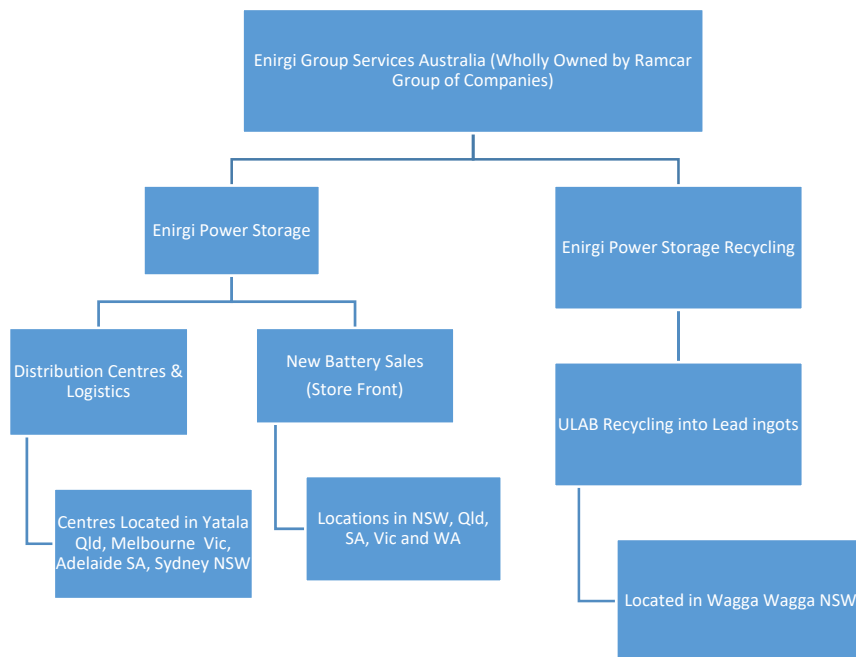 Enirgi Group Services Australia (Wholly Owned by Ramcar
Group of Companies)
Enirgi Power Storage
Enirgi Power Storage Recycling
Distribution Centres &
Logistics
New Battery Sales
(Store Front)
ULAB Recycling into Lead ingots
Centres Located in Yatala
Qld, Melbourne Vic,
Adelaide SA, Sydney NSW
Locations in NSW, Qld,
SA, Vic and WA
Located in Wagga Wagga NSW